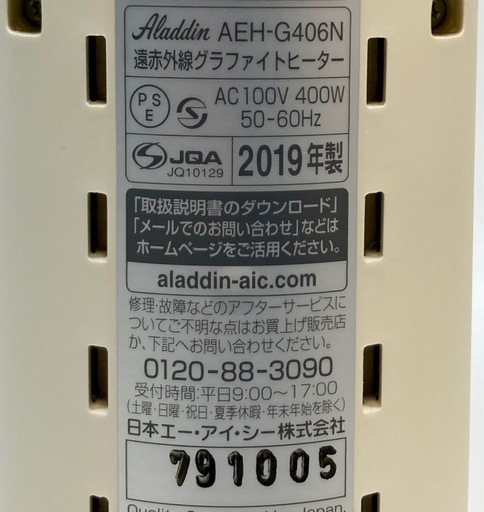 Aladdin AEH-G406N
遠赤外線グラファイトヒーター
PSE S AC100V 400W
50-60Hz
S JQA
JQ10129
2019年製
「取扱説明書のダウンロード」
「メールでのお問い合わせ」などは
ホームページをご活用ください。
aladdin-aic.com
修理・故障などのアフターサービスに
ついてご不明な点はお買上げ販売店
か、下記へお問い合わせください。
0120-88-3090
受付時間:平日9:00〜17:00
(土曜・日曜・祝日・夏季休暇・年末年始を除く)
日本エー・アイ・シー株式会社
791005